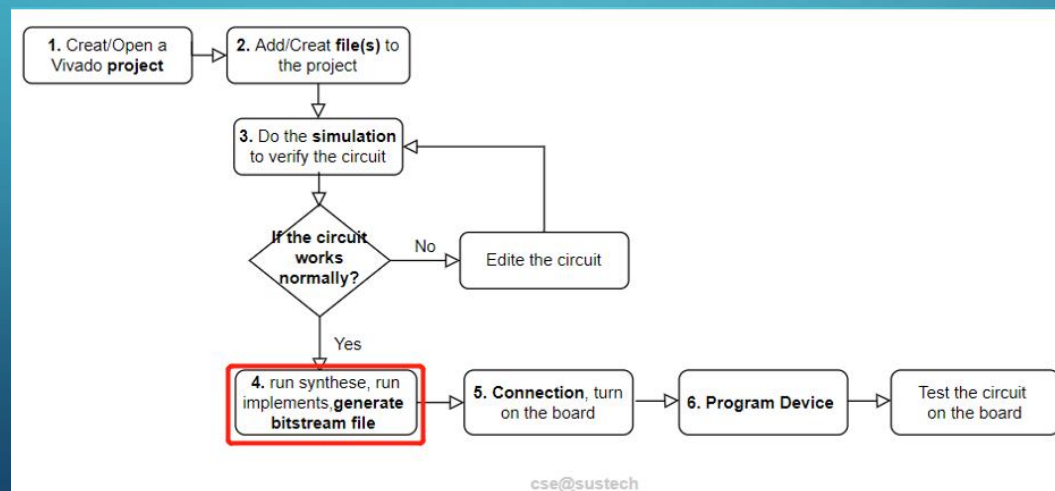 1. Creat/Open a
Vivado project
2. Add/Creat file(s) to
the project
3. Do the simulation
to verify the circuit
If the circuit
works
normally?
No
Edite the circuit
Yes
4. run synthese, run
implements,generate
bitstream file
5. Connection, turn
on the board
6. Program Device
Test the circuit
on the board
cse@sustech